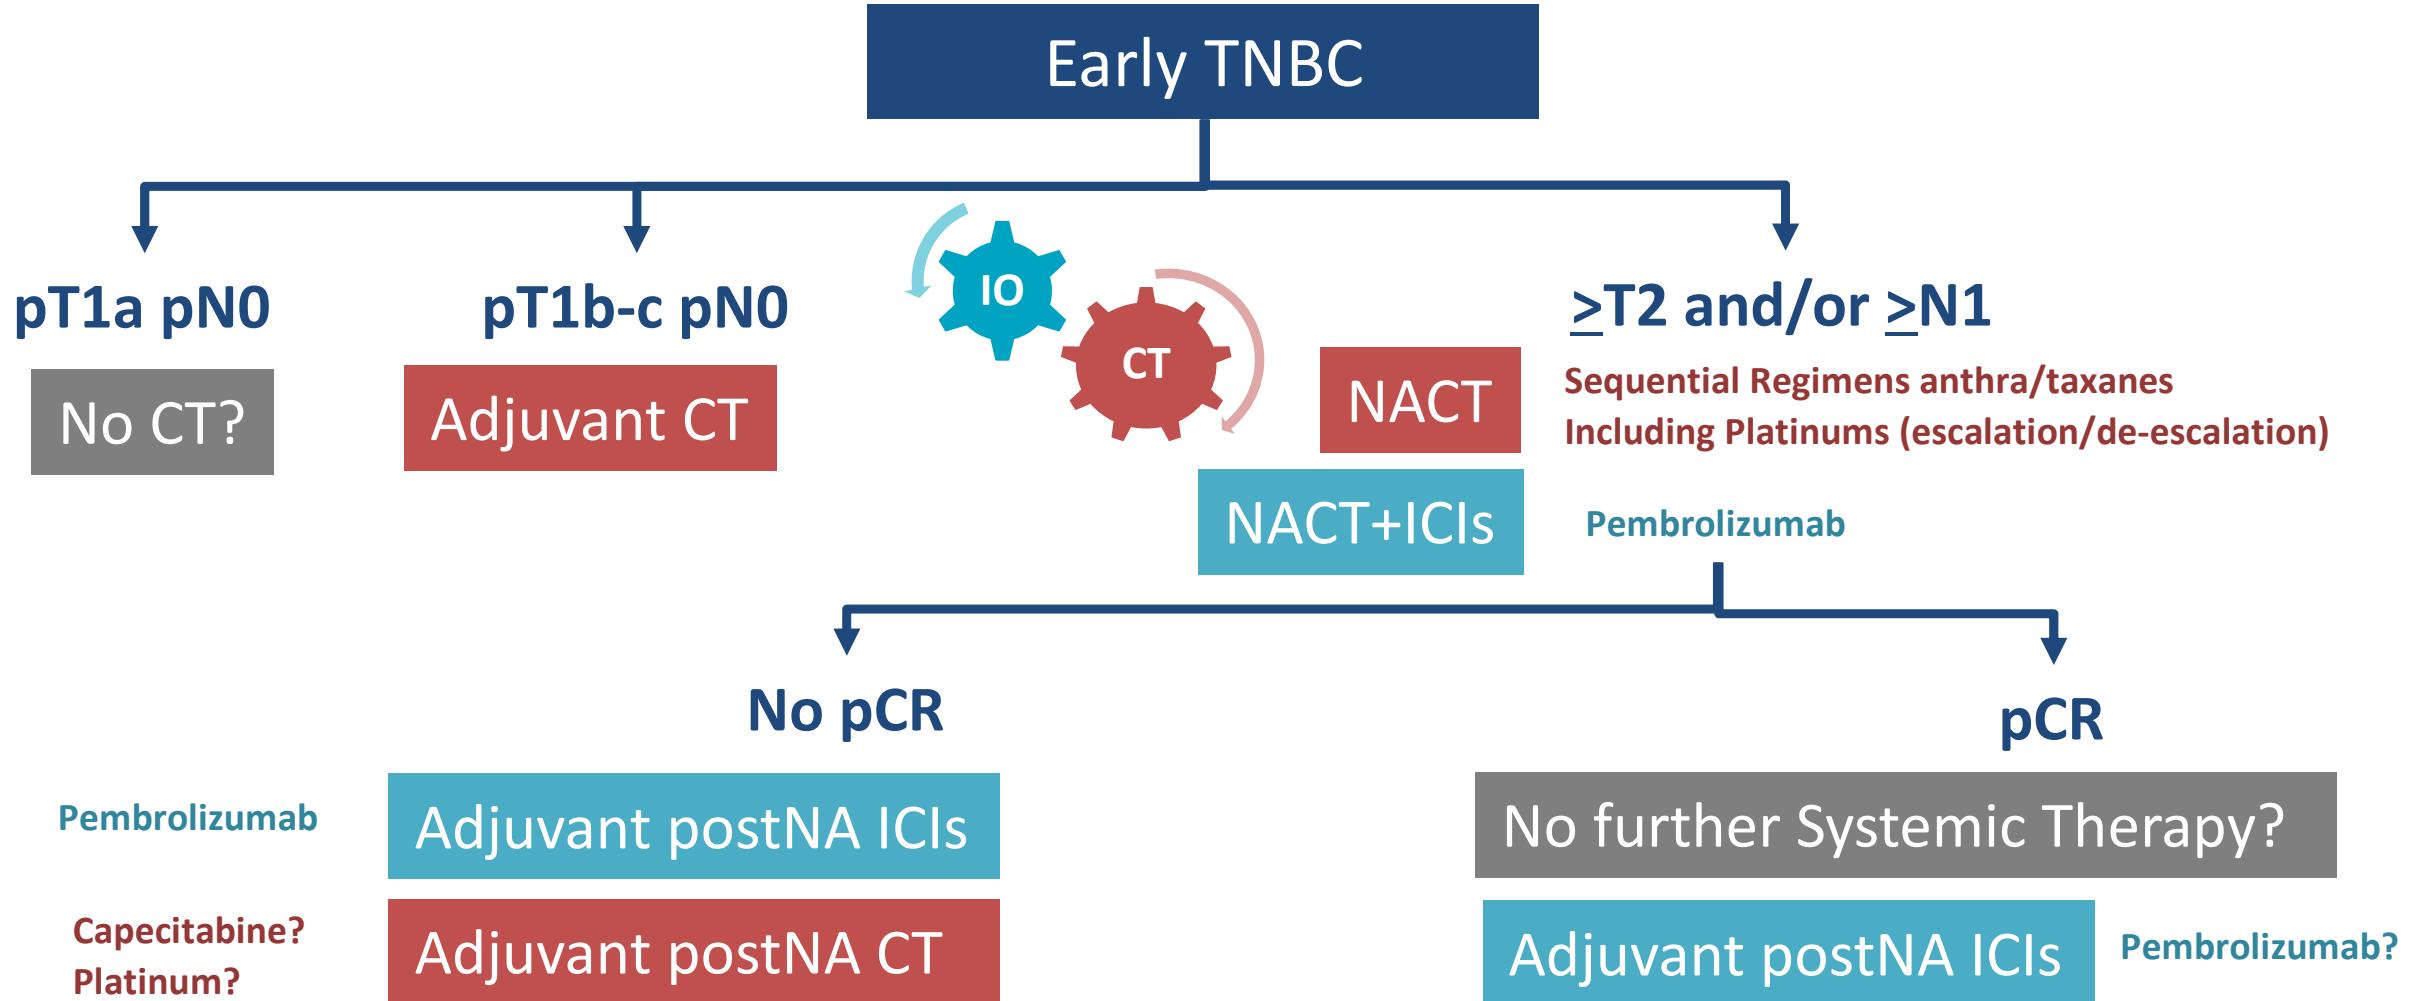 Early TNBC
pT1a pN0
pT1b-c pN0
IO
CT
≥T2 and/or ≥N1
No CT?
Adjuvant CT
NACT
Sequential Regimens anthra/taxanes
Including Platinums (escalation/de-escalation)
NACT+ICIs
Pembrolizumab
No pCR
pCR
Pembrolizumab
Adjuvant postNA ICIs
No further Systemic Therapy?
Capecitabine?
Platinum?
Adjuvant postNA CT
Adjuvant postNA ICIs
Pembrolizumab?